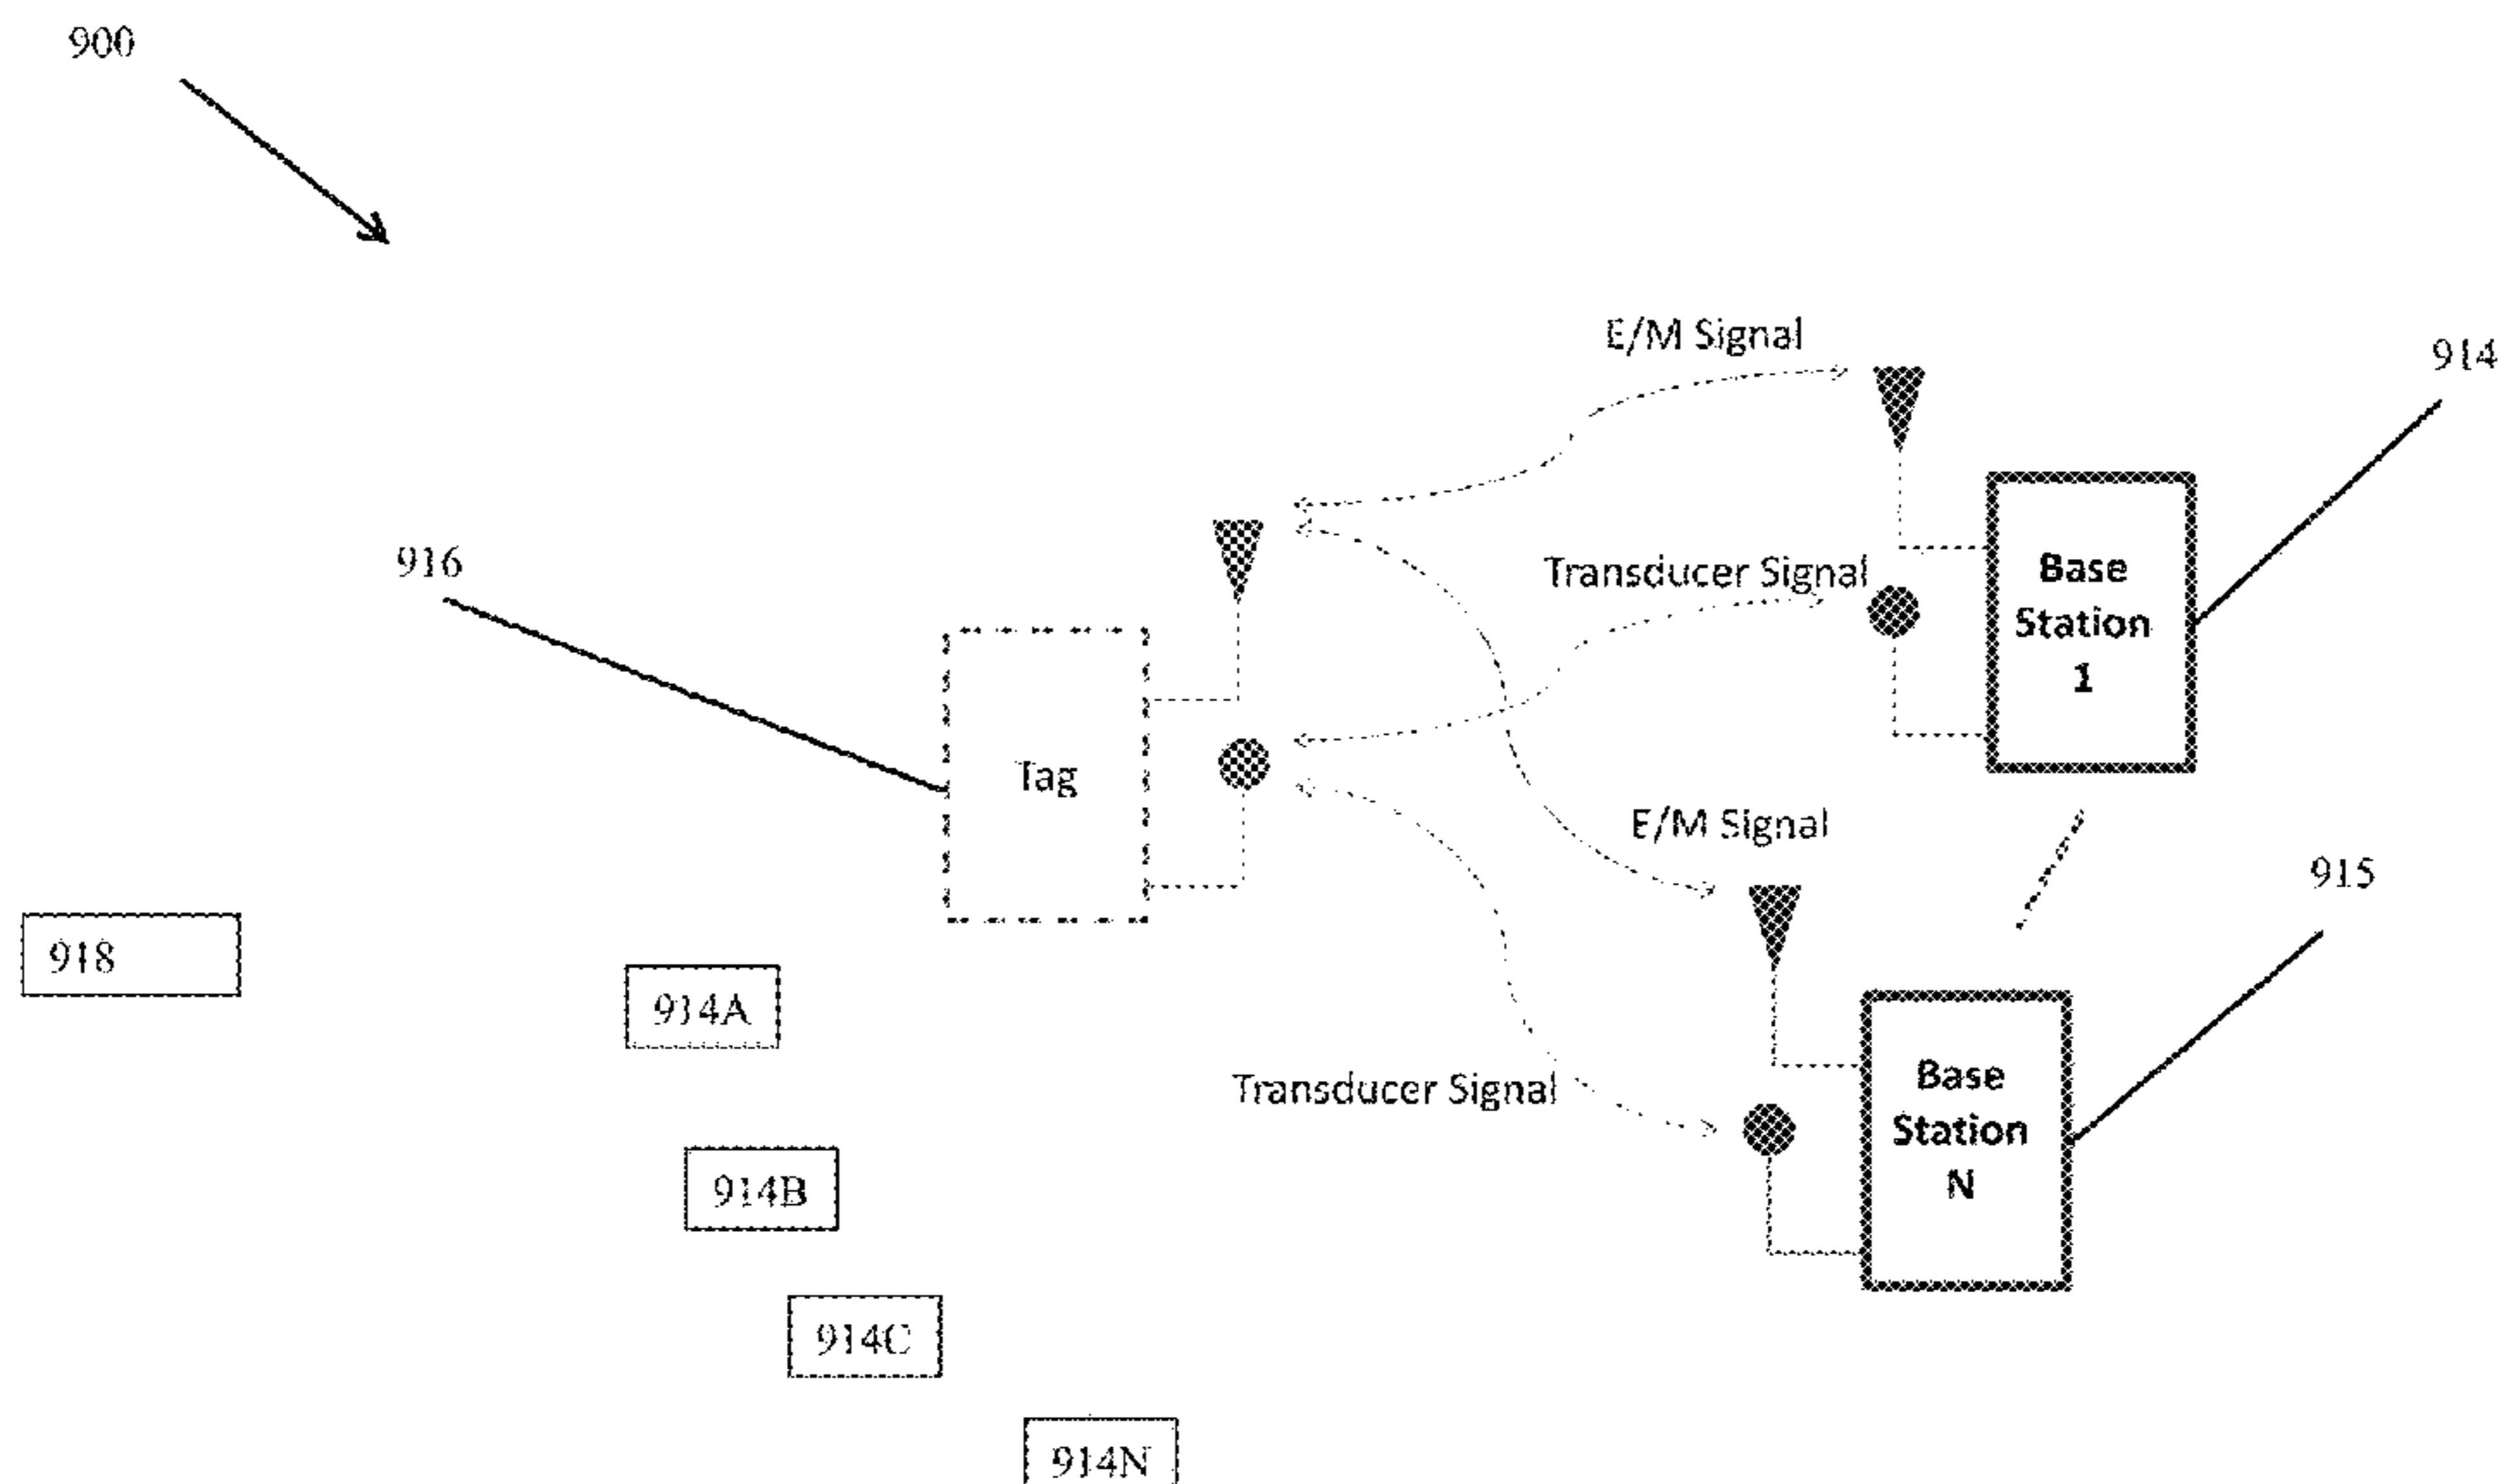 900
E/M Signal
914
916
Transducer Signal
Base
Station
1
Tag
E/M Signal
915
918
914A
Transducer Signal
Base
Station
N
914B
914C
914N